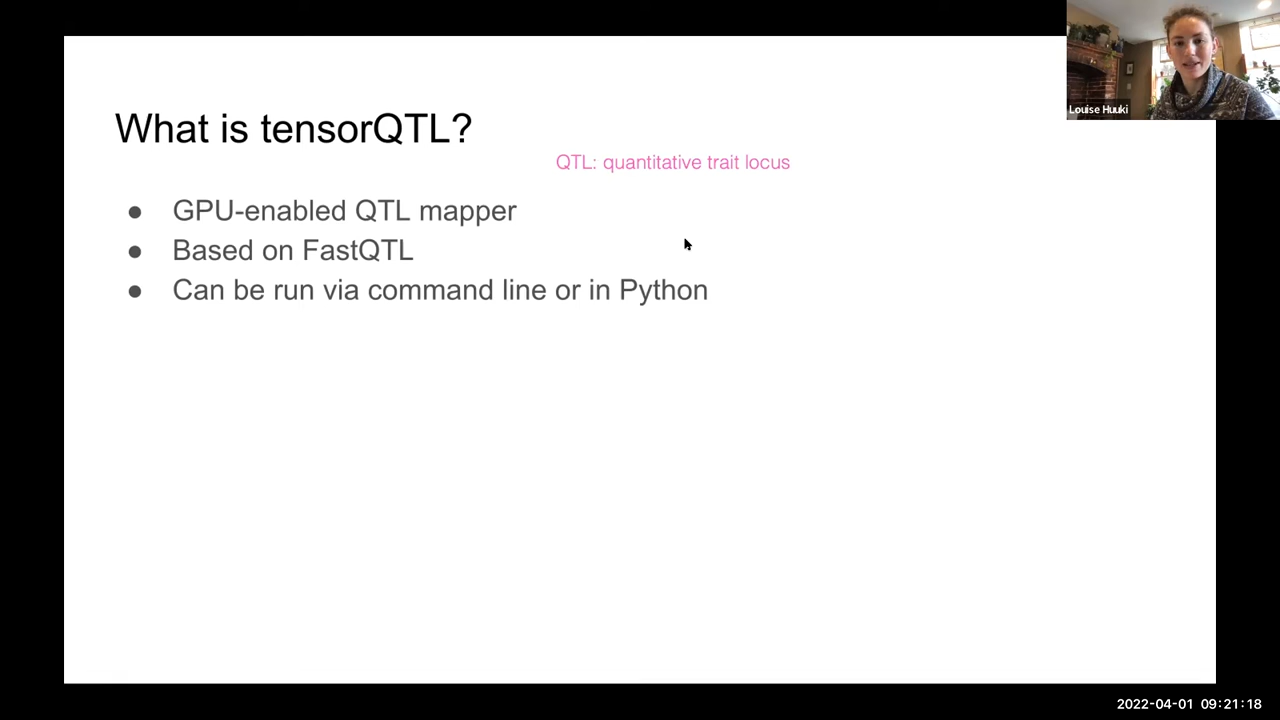 Louise Huuki
What is tensorQTL?
QTL: quantitative trait locus
● GPU-enabled QTL mapper
● Based on FastQTL
● Can be run via command line or in Python
2022-04-01 09:21:18